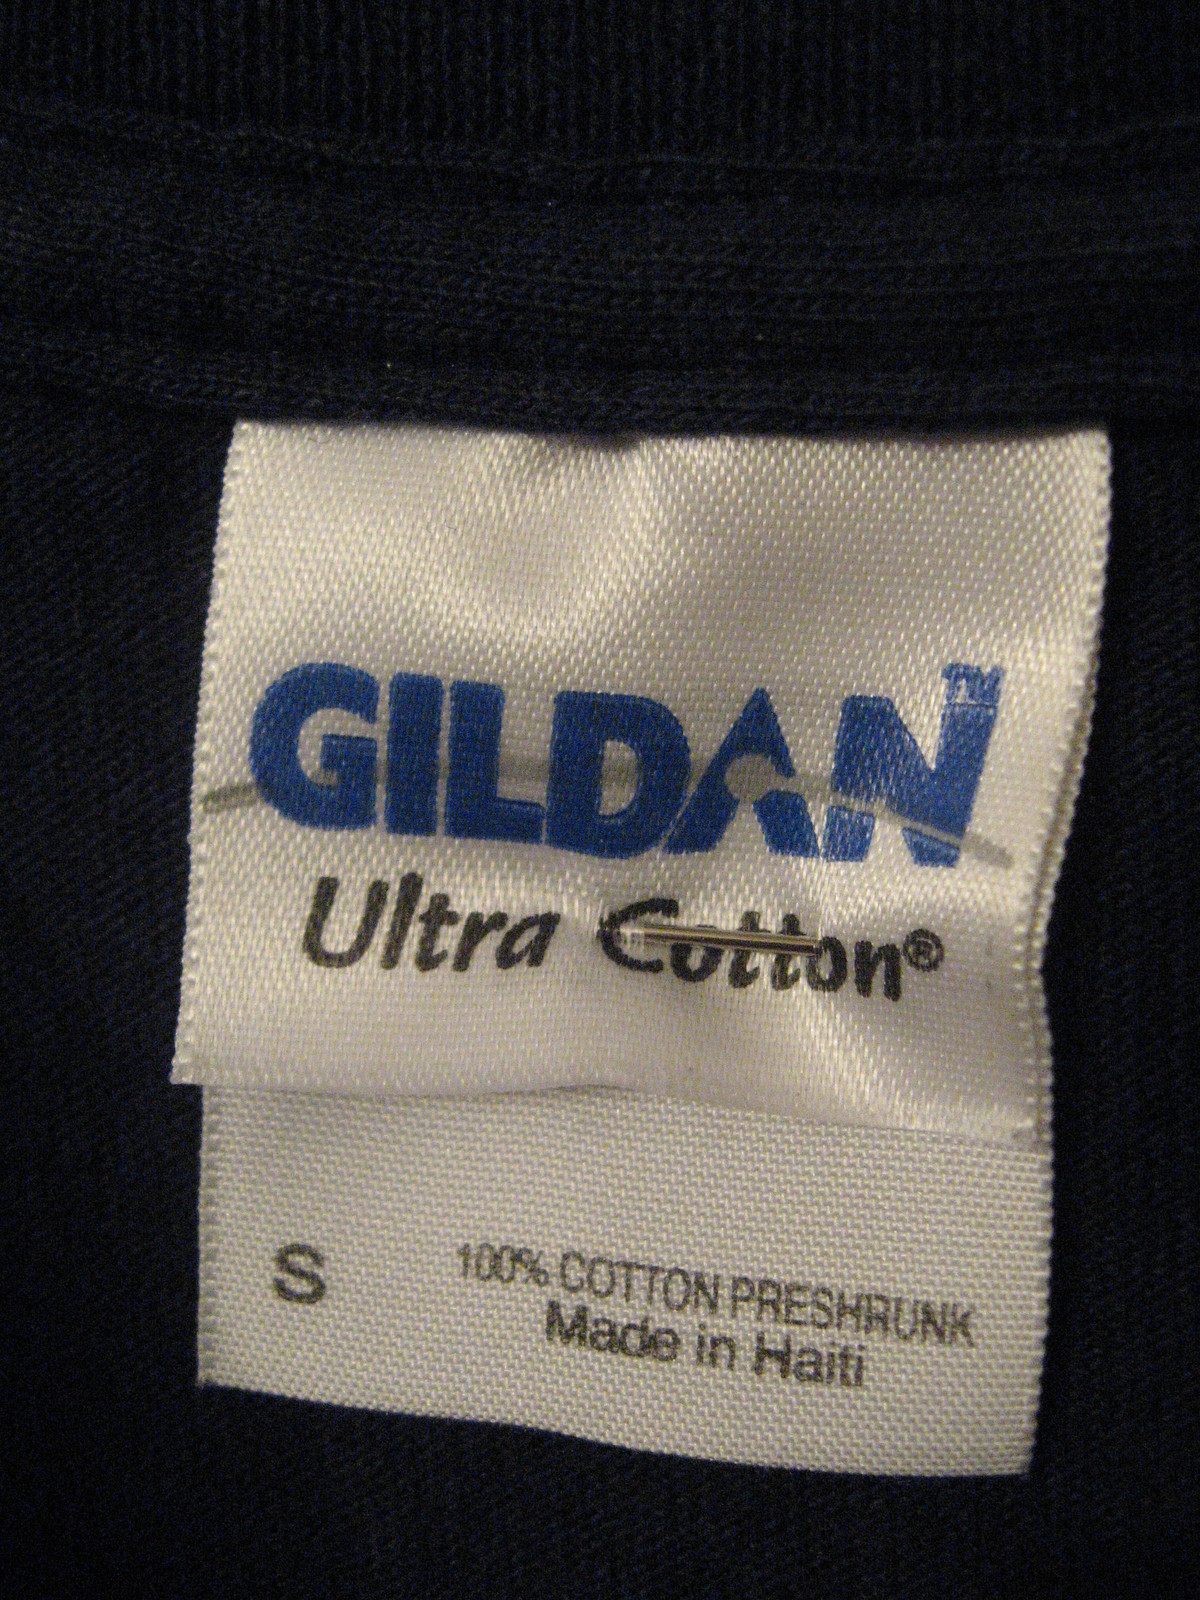 GILDAN™
Ultra Cotton®
S
100% COTTON PRESHRUNK
Made in Haiti